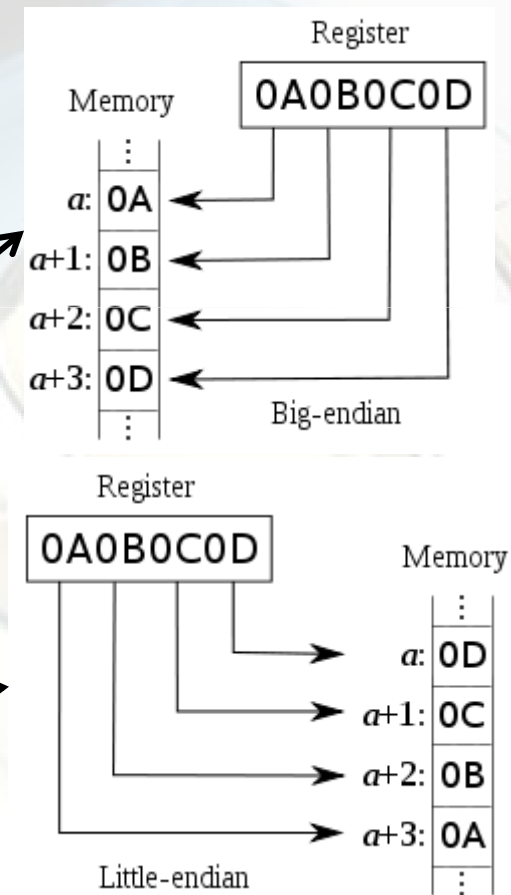 Register
0A0B0C0D
Memory
⋮
a: 0A
a+1: 0B
a+2: 0C
a+3: 0D
⋮
Big-endian
Register
0A0B0C0D
Memory
⋮
a: 0D
a+1: 0C
a+2: 0B
a+3: 0A
⋮
Little-endian